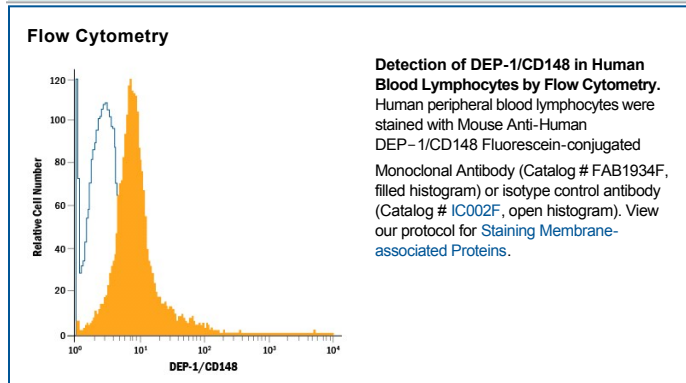 Flow Cytometry
120
100
80
60
40
20
0
Relative Cell Number
10⁰
10¹
10²
10³
10⁴
DEP-1/CD148
Detection of DEP-1/CD148 in Human
Blood Lymphocytes by Flow Cytometry.
Human peripheral blood lymphocytes were
stained with Mouse Anti-Human
DEP-1/CD148 Fluorescein-conjugated
Monoclonal Antibody (Catalog # FAB1934F,
filled histogram) or isotype control antibody
(Catalog # IC002F, open histogram). View
our protocol for Staining Membrane-
associated Proteins.